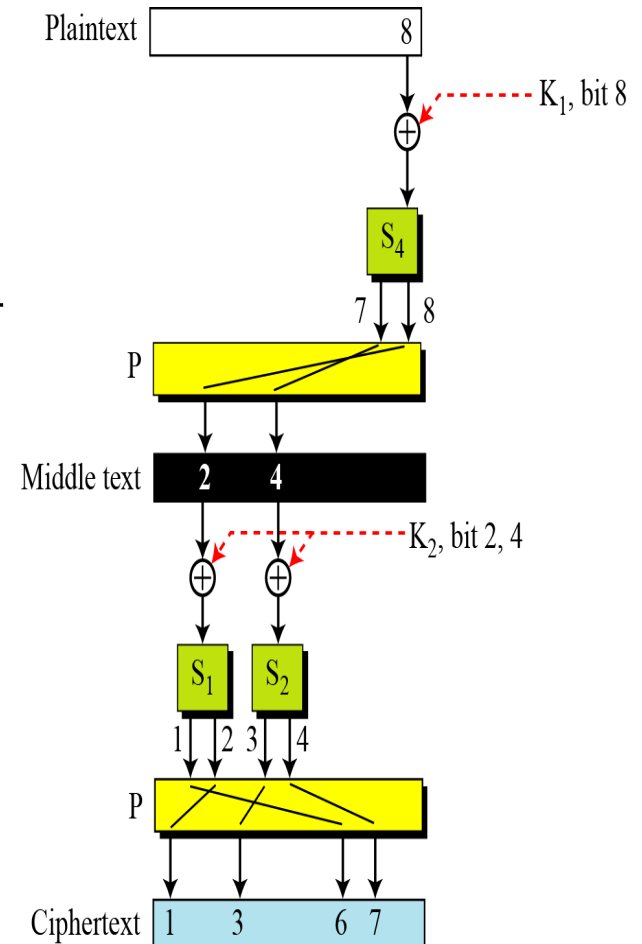 Plaintext 8
K1, bit 8
S4
7 8
P
Middle text 2 4
K2, bit 2, 4
S1 S2
1 2 3 4
P
Ciphertext 1 3 6 7